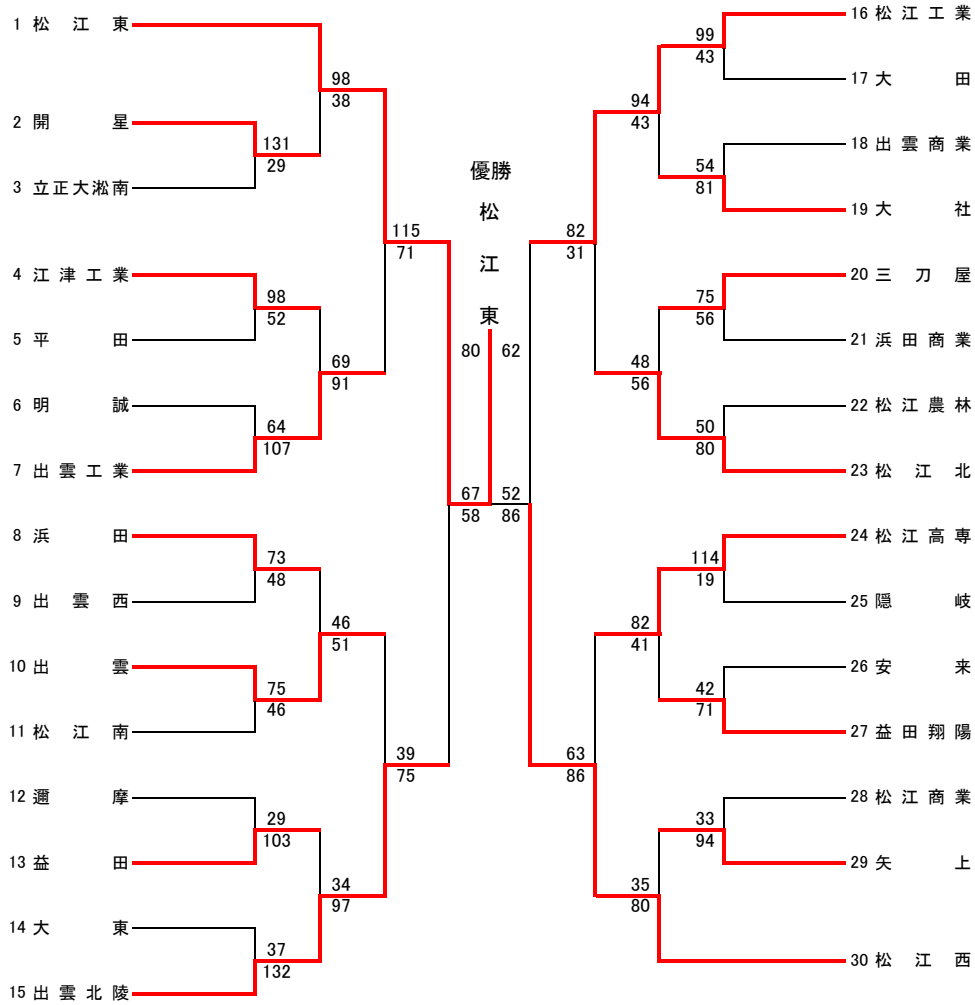 1 松江東
98
38
2 開星
131
29
3 立正大淞南
115
71
4 江津工業
98
52
5 平田
69
91
6 明誠
64
107
7 出雲工業
67
58
8 浜田
73
48
9 出雲西
46
51
10 出雲
75
46
11 松江南
39
75
12 邇摩
29
103
13 益田
34
97
14 大東
37
132
15 出雲北陵
優勝
松
江
東
80 62
16 松江工業
99
43
17 大田
94
43
18 出雲商業
54
81
19 大社
82
31
20 三刀屋
75
56
21 浜田商業
48
56
22 松江農林
50
80
23 松江北
52
86
24 松江高専
114
19
25 隠岐
82
41
26 安来
42
71
27 益田翔陽
63
86
28 松江商業
33
94
29 矢上
35
80
30 松江西